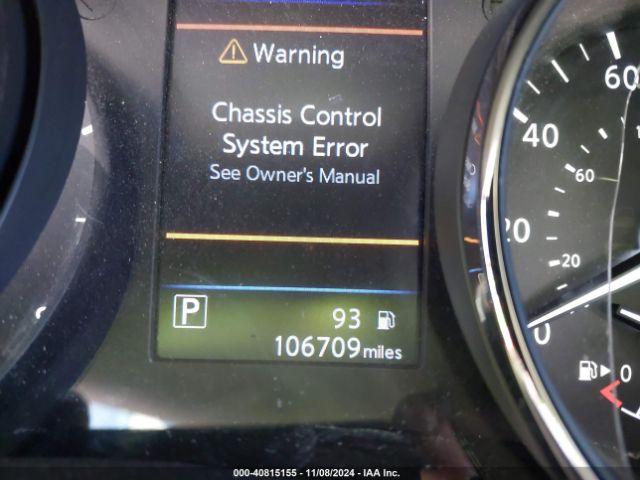 Warning
Chassis Control
System Error
See Owner's Manual
P
93
106709 miles
60
40
60
20
20
0
0
000-40815155 - 11/08/2024 - IAA Inc.